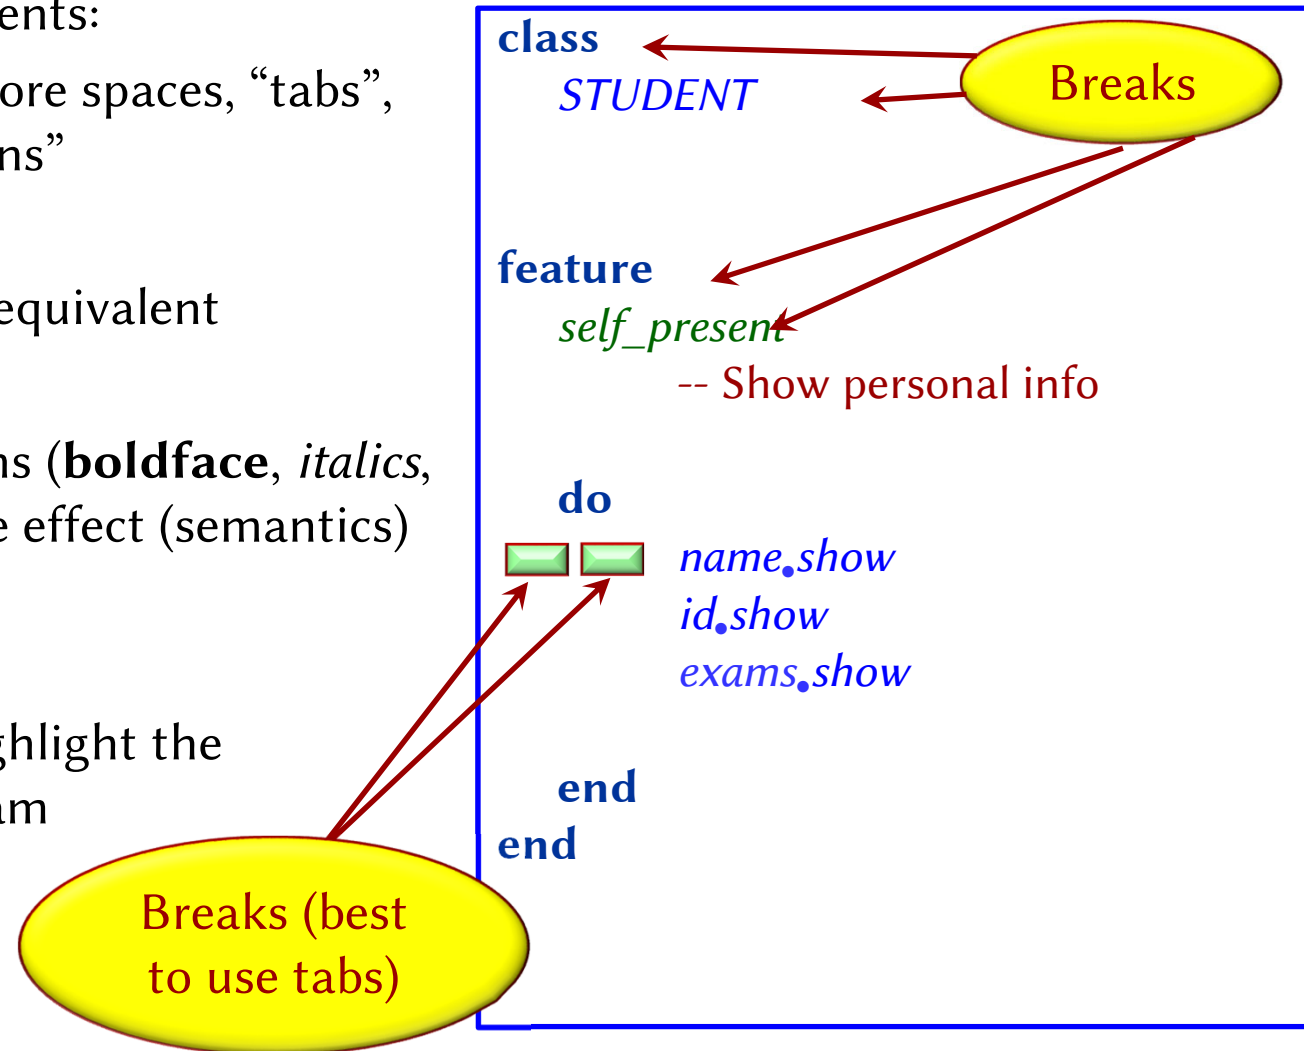 ents:
ore spaces, “tabs”,
ns”
equivalent
ns (boldface, italics,
e effect (semantics)
ghlight the
am
class
STUDENT
feature
self_present
-- Show personal info
do
name.show
id.show
exams.show
end
end
Breaks
Breaks (best
to use tabs)